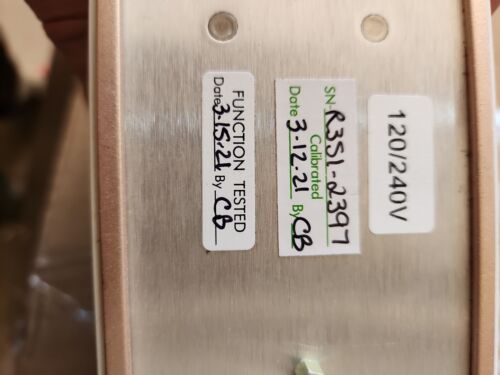 120/240V
SN-R351-2397
Calibrated
Date 3-12-21 By CB
FUNCTION TESTED
Date 3-15-21 By CB